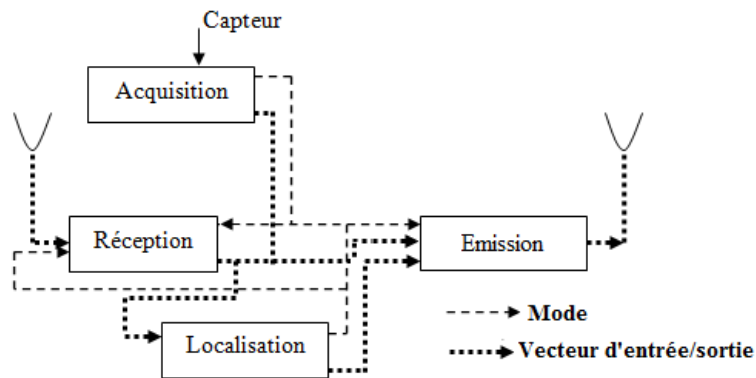 Capteur
Acquisition
Réception
Emission
Localisation
Mode
Vecteur d'entrée/sortie